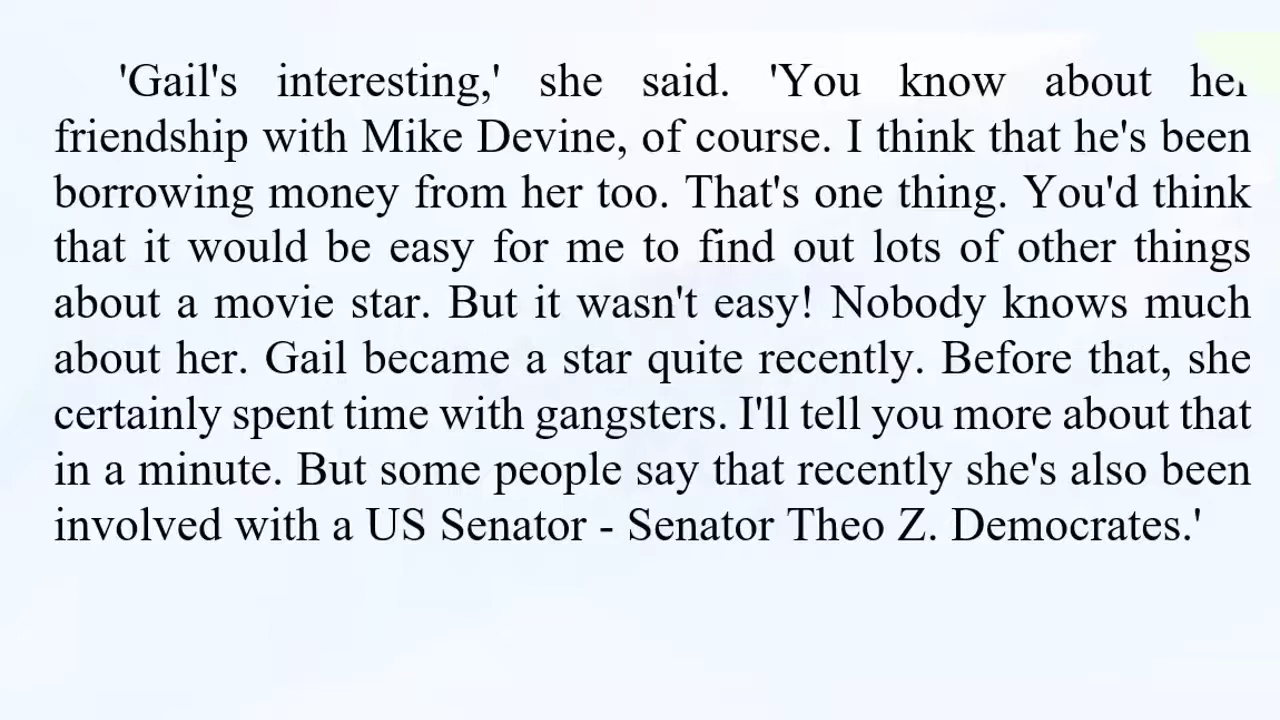 'Gail's interesting,' she said. 'You know about her
friendship with Mike Devine, of course. I think that he's been
borrowing money from her too. That's one thing. You'd think
that it would be easy for me to find out lots of other things
about a movie star. But it wasn't easy! Nobody knows much
about her. Gail became a star quite recently. Before that, she
certainly spent time with gangsters. I'll tell you more about that
in a minute. But some people say that recently she's also been
involved with a US Senator - Senator Theo Z. Democrates.'